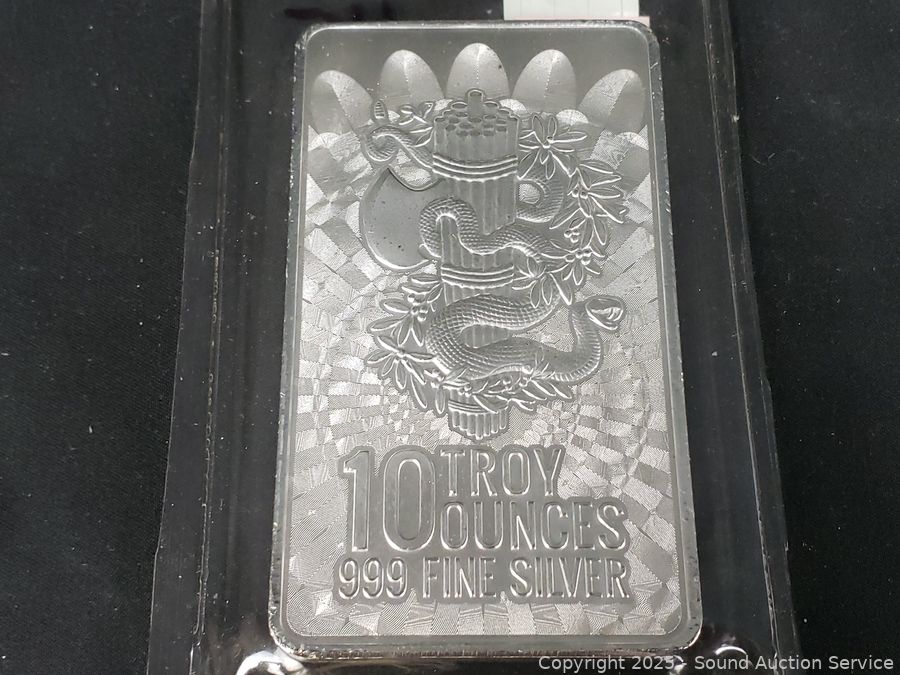 10 TROY
OUNCES
999 FINE SILVER
Copyright 2025 - Sound Auction Service